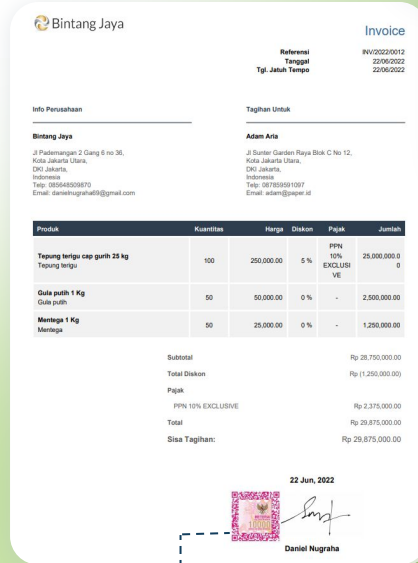 Bintang Jaya
Invoice
Referensi INV/2022/0012
Tanggal 22/06/2022
Tgl. Jatuh Tempo 22/06/2022
Info Perusahaan
Tagihan Untuk
Bintang Jaya
Jl Pademangan 2 Gang 6 no 36,
Kota Jakarta Utara,
DKI Jakarta,
Indonesia
Telp: 085648509870
Email: danielnugraha69@gmail.com
Adam Aria
Jl Sunter Garden Raya Blok C No 12,
Kota Jakarta Utara,
DKI Jakarta,
Indonesia
Telp: 087859591097
Email: adam@paper.id
Produk Kuantitas Harga Diskon Pajak Jumlah
Tepung terigu cap gurih 25 kg
Tepung terigu
100 250,000.00 5 %
PPN
10%
EXCLUSI
VE
25,000,000.0
0
Gula putih 1 Kg
Gula putih
50 50,000.00 0 % - 2,500,000.00
Mentega 1 Kg
Mentega
50 25,000.00 0 % - 1,250,000.00
Subtotal Rp 28,750,000.00
Total Diskon Rp (1,250,000.00)
Pajak
PPN 10% EXCLUSIVE Rp 2,375,000.00
Total Rp 29,875,000.00
Sisa Tagihan: Rp 29,875,000.00
22 Jun, 2022
10000
Daniel Nugraha